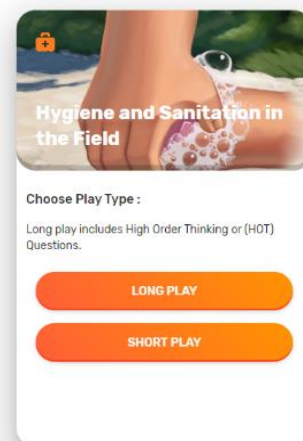 Hygiene and Sanitation in
the Field
Choose Play Type :
Long play includes High Order Thinking or (HOT)
Questions.
LONG PLAY
SHORT PLAY